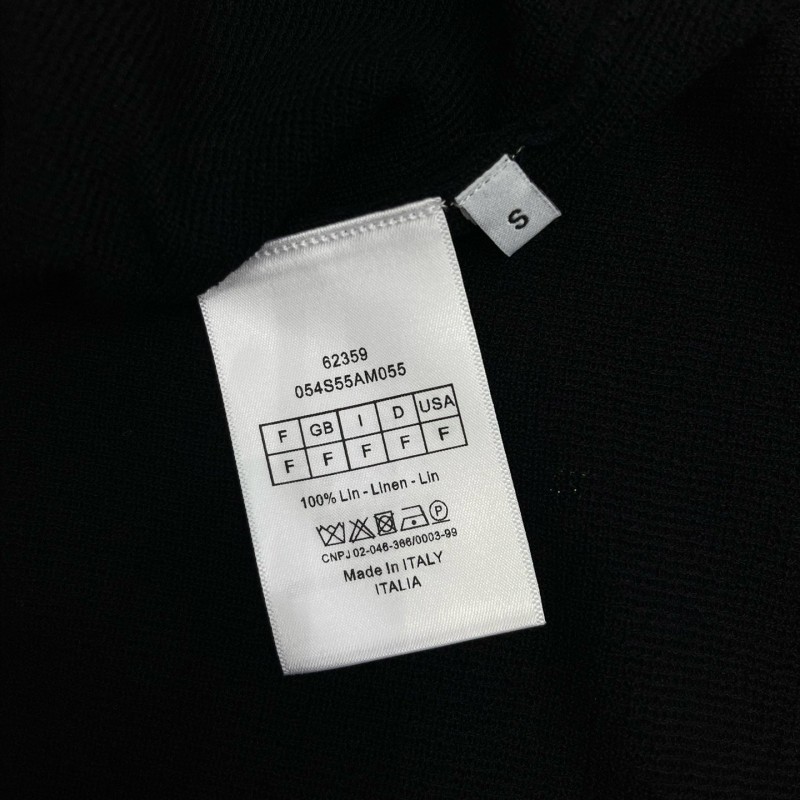 S
62359
054S55AM055
F GB I D USA
F F F F F
100% Lin - Linen - Lin
P
CNPJ 02-046-366/0003-99
Made In ITALY
ITALIA